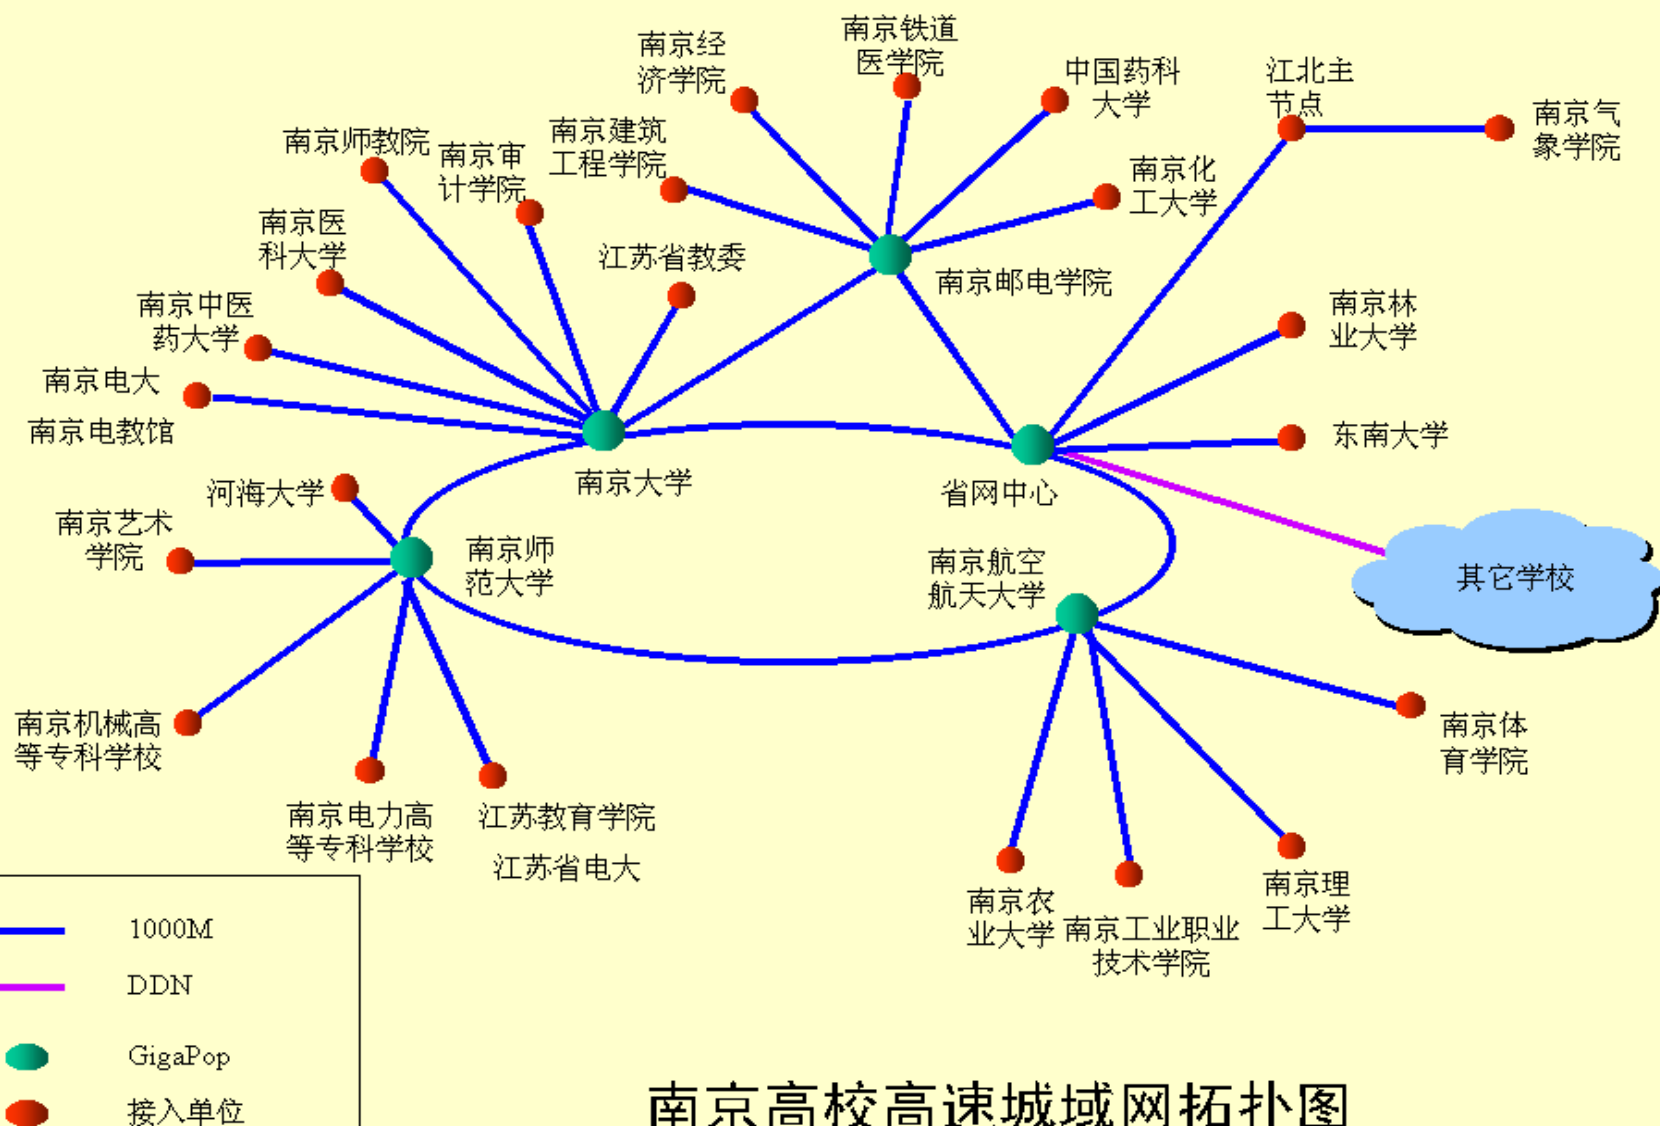 南京铁道
医学院
南京经
济学院
中国药科
大学
江北主
节点
南京气
象学院
南京建筑
工程学院
南京师教院
南京审
计学院
南京化
工大学
南京医
科大学
江苏省教委
南京邮电学院
南京中医
药大学
南京林
业大学
南京电大
南京电教馆
东南大学
南京大学
省网中心
河海大学
南京艺术
学院
南京师
范大学
南京航空
航天大学
其它学校
南京机械高
等专科学校
南京体
育学院
南京电力高
等专科学校
江苏教育学院
江苏省电大
南京农
业大学
南京工业职业
技术学院
南京理
工大学
1000M
DDN
GigaPop
接入单位
南京高校高速城域网拓扑图